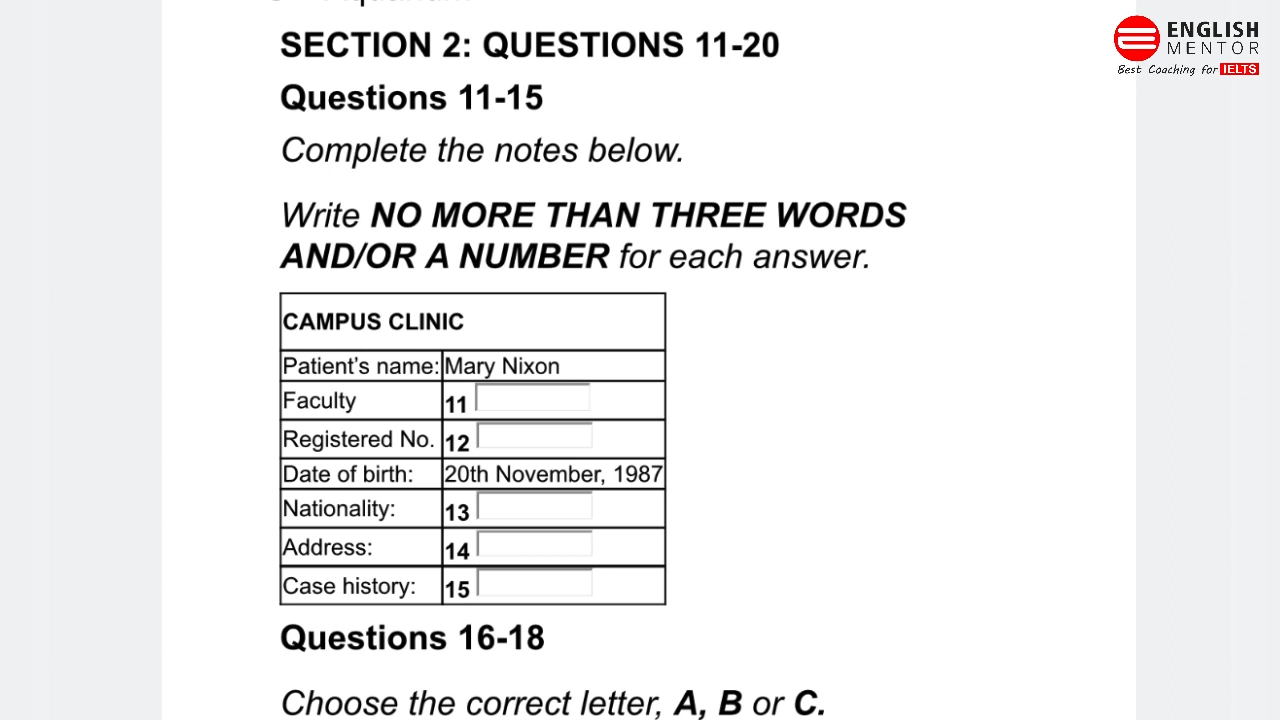 ENGLISH
MENTOR
Best Coaching for IELTS
SECTION 2: QUESTIONS 11-20
Questions 11-15
Complete the notes below.
Write NO MORE THAN THREE WORDS
AND/OR A NUMBER for each answer.
CAMPUS CLINIC
Patient's name: Mary Nixon
Faculty 11
Registered No. 12
Date of birth: 20th November, 1987
Nationality: 13
Address: 14
Case history: 15
Questions 16-18
Choose the correct letter, A, B or C.